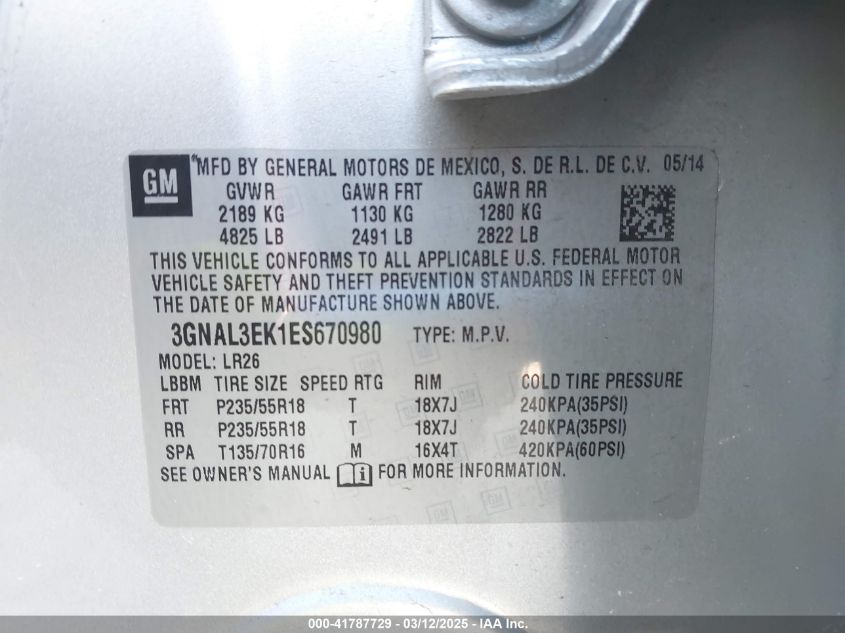 GM
*MFD BY GENERAL MOTORS DE MEXICO, S. DE R.L. DE C.V. 05/14
GVWR GAWR FRT GAWR RR
2189 KG 1130 KG 1280 KG
4825 LB 2491 LB 2822 LB
THIS VEHICLE CONFORMS TO ALL APPLICABLE U.S. FEDERAL MOTOR
VEHICLE SAFETY AND THEFT PREVENTION STANDARDS IN EFFECT ON
THE DATE OF MANUFACTURE SHOWN ABOVE.
3GNAL3EK1ES670980 TYPE: M.P.V.
MODEL: LR26
LBBM TIRE SIZE SPEED RTG RIM COLD TIRE PRESSURE
FRT P235/55R18 T 18X7J 240KPA(35PSI)
RR P235/55R18 T 18X7J 240KPA(35PSI)
SPA T135/70R16 M 16X4T 420KPA(60PSI)
SEE OWNER'S MANUAL i FOR MORE INFORMATION.
000-41787729 - 03/12/2025 - IAA Inc.